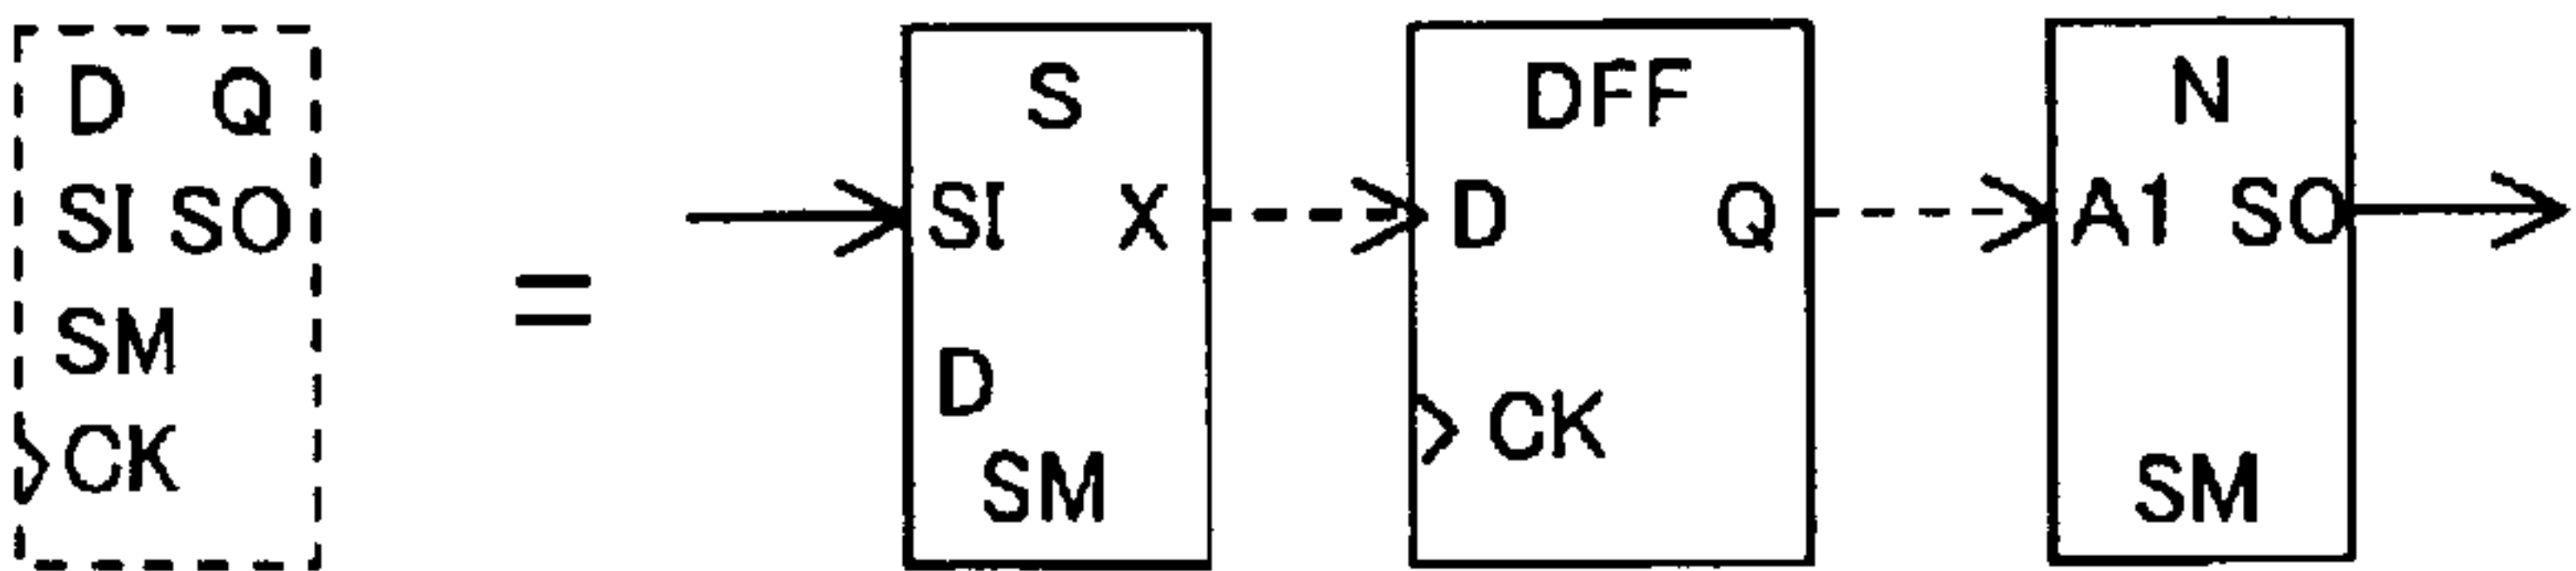 D Q
SI SO
SM
CK
=
S
SI X
D
SM
DFF
D Q
CK
N
A1 SO
SM